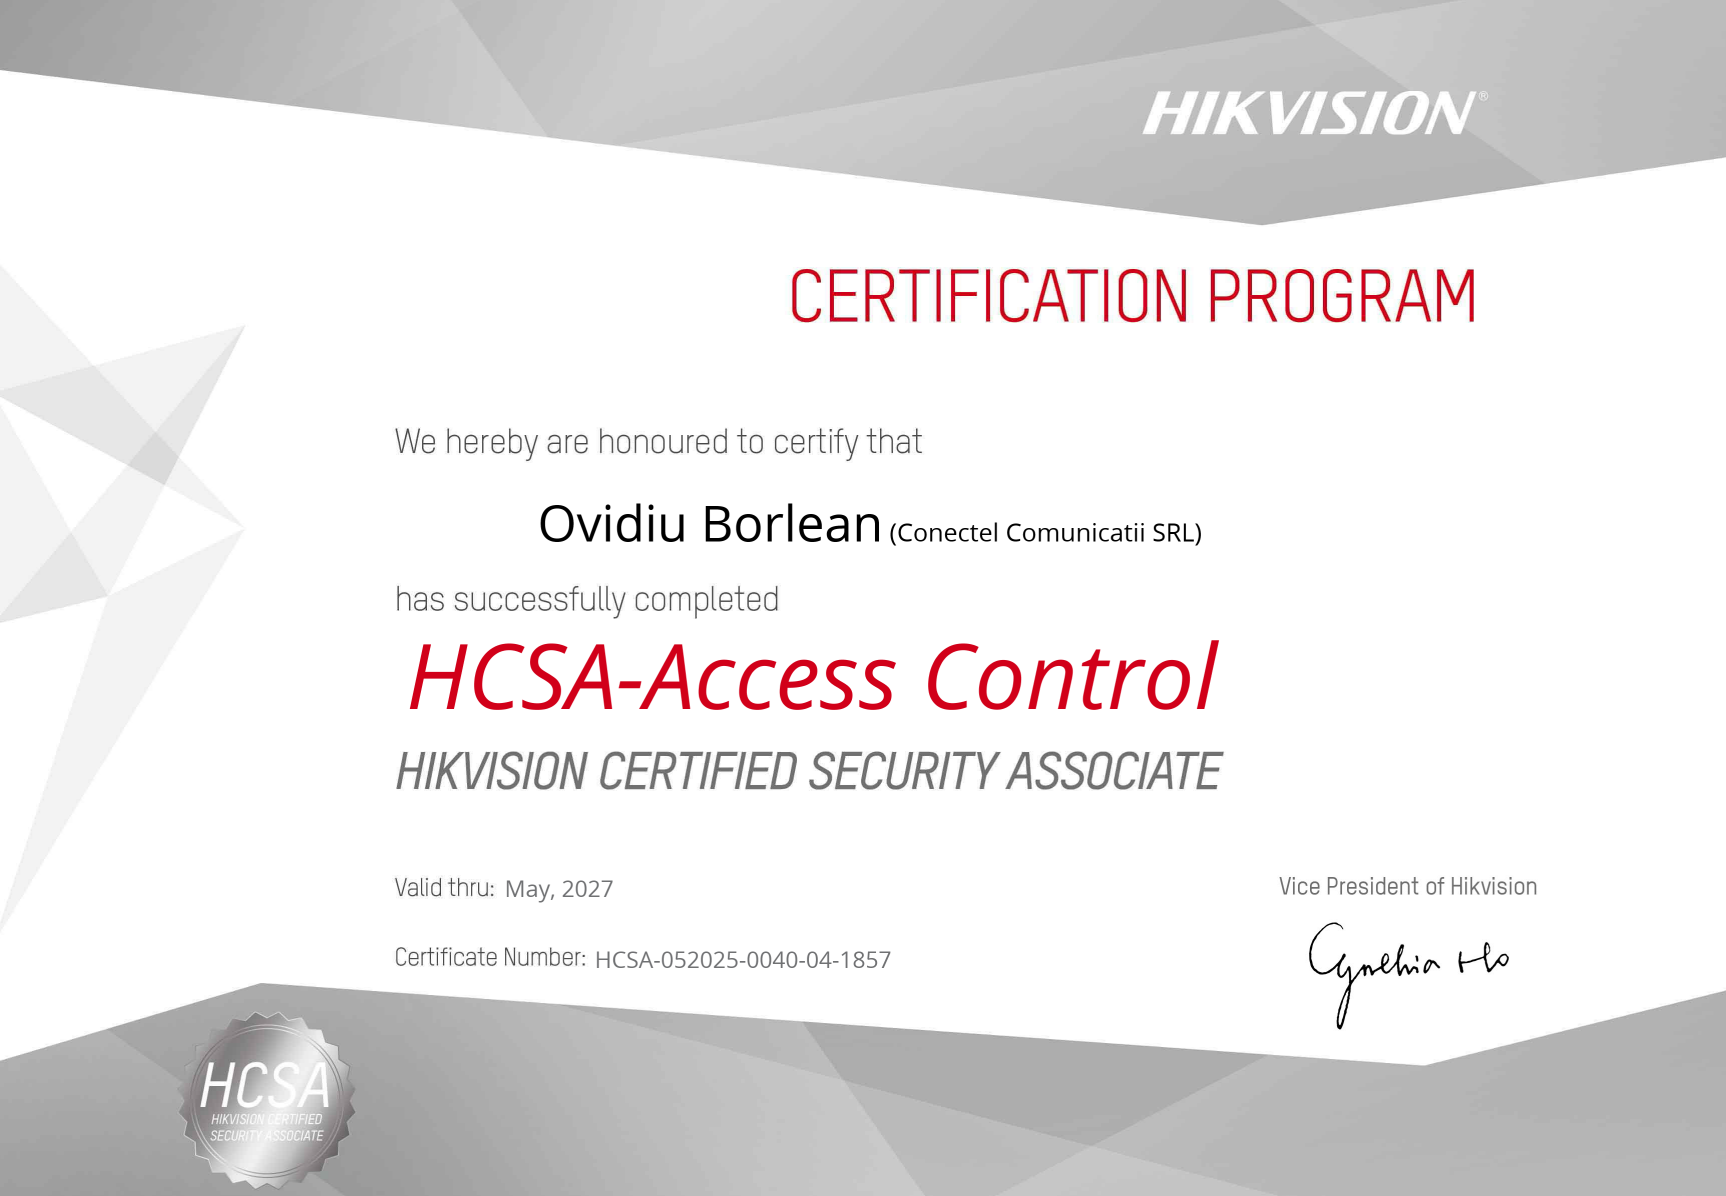 HIKVISION®
CERTIFICATION PROGRAM
We hereby are honoured to certify that
Ovidiu Borlean (Conectel Comunicatii SRL)
has successfully completed
HCSA-Access Control
HIKVISION CERTIFIED SECURITY ASSOCIATE
Valid thru: May, 2027
Vice President of Hikvision
Cynthia Ho
Certificate Number: HCSA-052025-0040-04-1857
HCSA
HIKVISION CERTIFIED
SECURITY ASSOCIATE